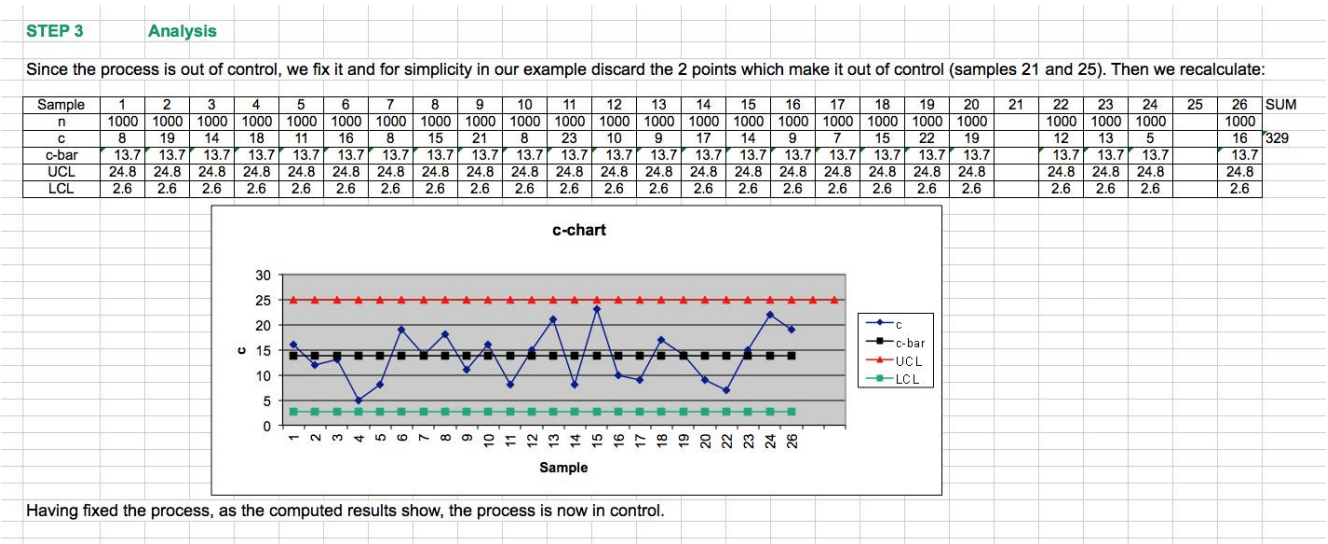 STEP 3 Analysis
Since the process is out of control, we fix it and for simplicity in our example discard the 2 points which make it out of control (samples 21 and 25). Then we recalculate:
Sample 1 2 3 4 5 6 7 8 9 10 11 12 13 14 15 16 17 18 19 20 21 22 23 24 25 26 SUM
n 1000 1000 1000 1000 1000 1000 1000 1000 1000 1000 1000 1000 1000 1000 1000 1000 1000 1000 1000 1000 1000 1000 1000 1000
c 8 19 14 18 11 16 8 15 21 8 23 10 9 17 14 9 7 15 22 19 12 13 5 16 329
c-bar 13.7 13.7 13.7 13.7 13.7 13.7 13.7 13.7 13.7 13.7 13.7 13.7 13.7 13.7 13.7 13.7 13.7 13.7 13.7 13.7 13.7 13.7 13.7 13.7
UCL 24.8 24.8 24.8 24.8 24.8 24.8 24.8 24.8 24.8 24.8 24.8 24.8 24.8 24.8 24.8 24.8 24.8 24.8 24.8 24.8 24.8 24.8 24.8 24.8
LCL 2.6 2.6 2.6 2.6 2.6 2.6 2.6 2.6 2.6 2.6 2.6 2.6 2.6 2.6 2.6 2.6 2.6 2.6 2.6 2.6 2.6 2.6 2.6 2.6
c-chart
30
25
20
15
10
5
0
c
1 2 3 4 5 6 7 8 9 10 11 12 13 14 15 16 17 18 19 20 22 23 24 26
Sample
c
c-bar
UCL
LCL
Having fixed the process, as the computed results show, the process is now in control.